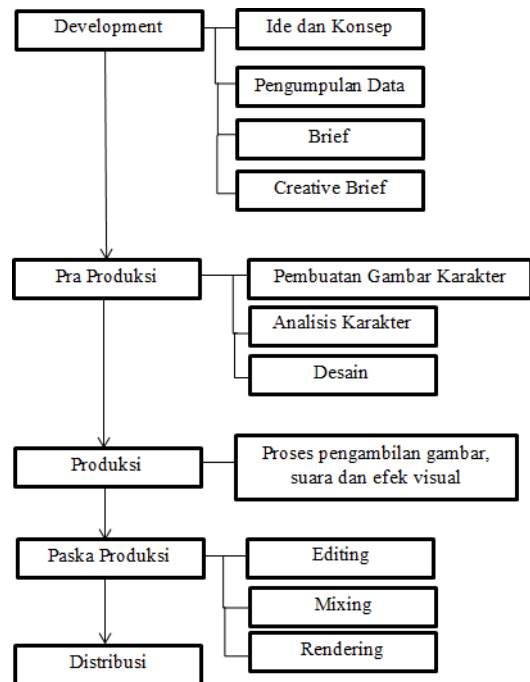 Development
Ide dan Konsep
Pengumpulan Data
Brief
Creative Brief
Pra Produksi
Pembuatan Gambar Karakter
Analisis Karakter
Desain
Produksi
Proses pengambilan gambar,
suara dan efek visual
Paska Produksi
Editing
Mixing
Rendering
Distribusi